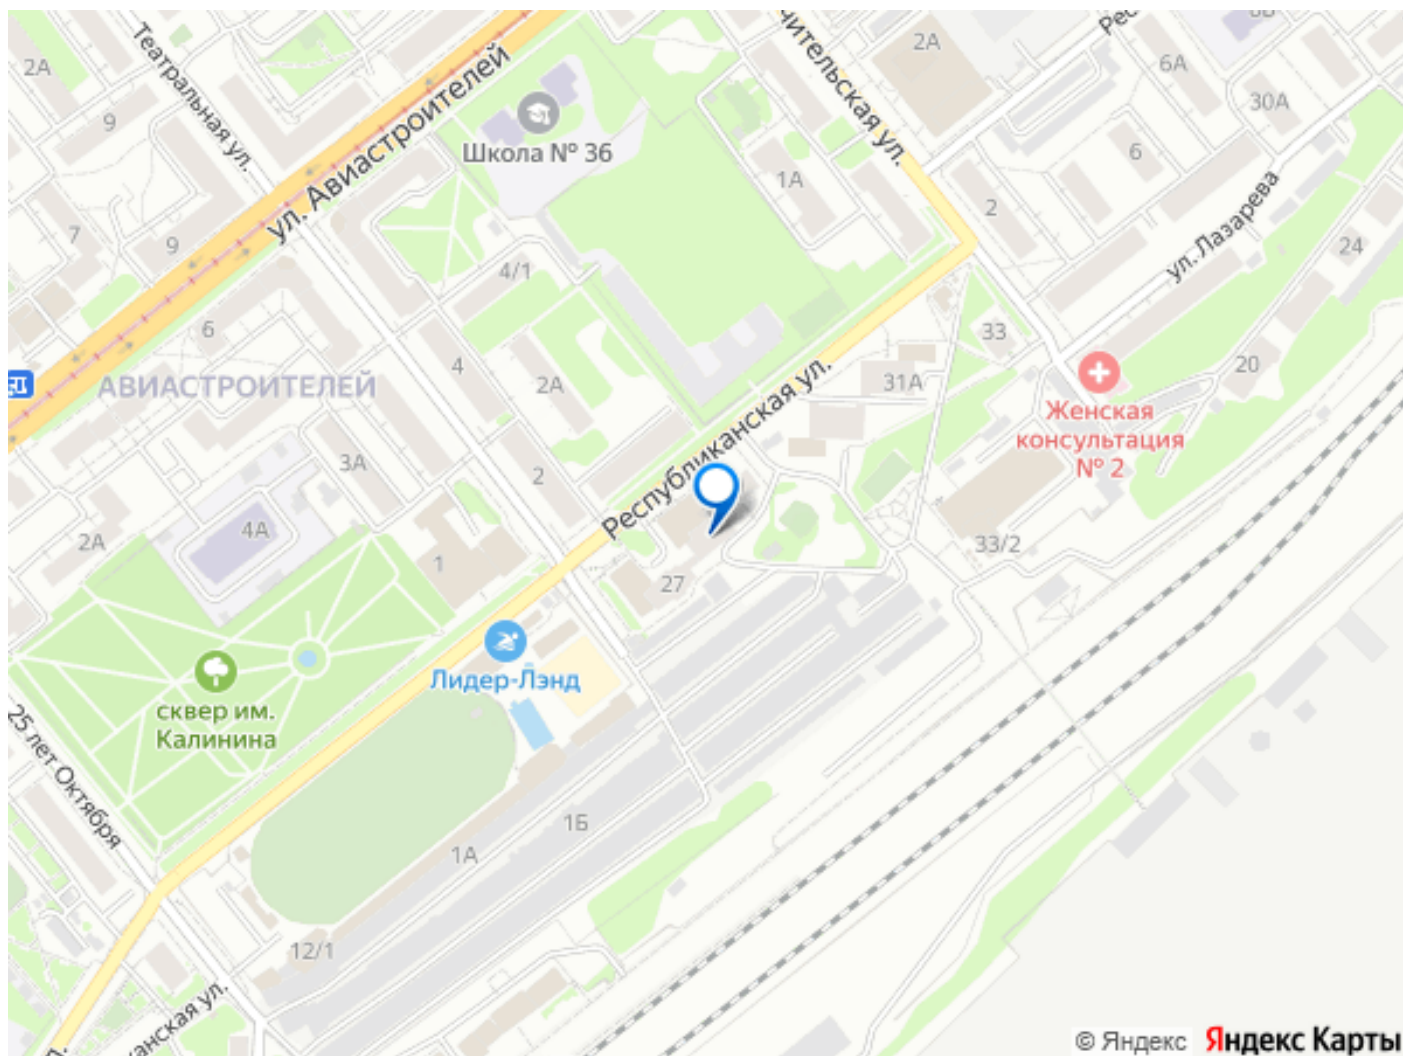 Театральная ул.
2А
9
ул. Авиастроителей
Школа № 36
2А
6А
30А
6
1А
2
7
9
4/1
ул. Лазарева
24
6
4
2А
33
31А
20
АВИАСТРОИТЕЛЕЙ
Женская
консультация
№ 2
Республиканская ул.
3А
2
4А
2А
1
33/2
27
Лидер-Лэнд
сквер им.
Калинина
25 лет Октября
1Б
1А
12/1
© Яндекс
Яндекс Карты